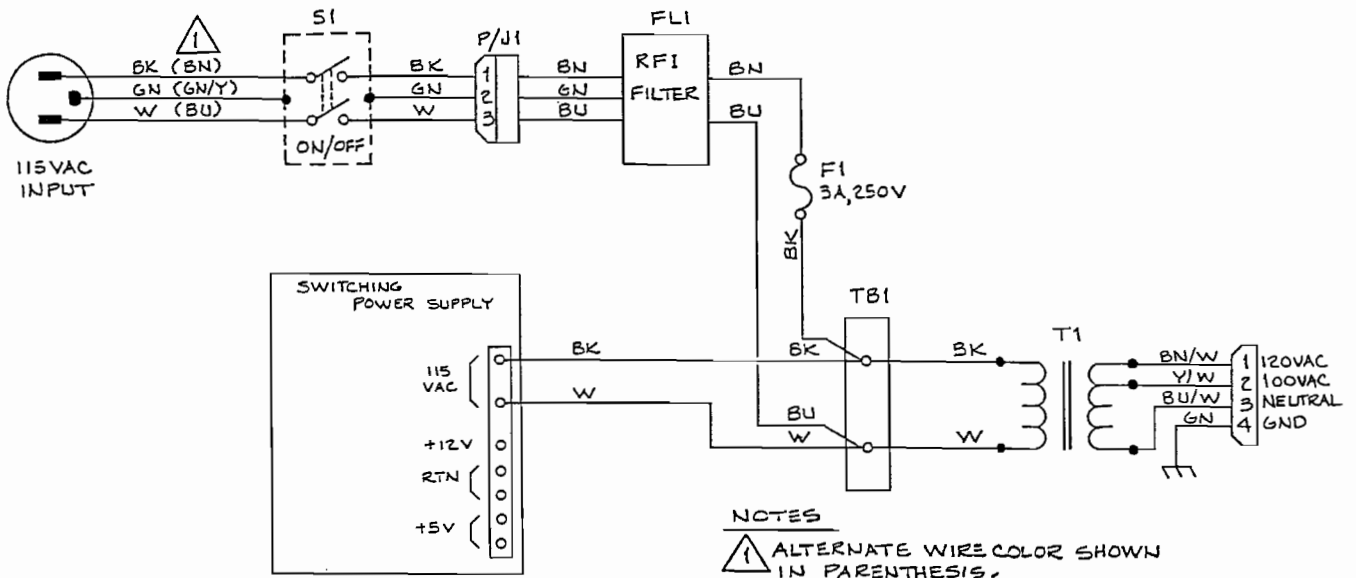 S1
FL1
P/J1
1
BK (BN)
BK
1
BN
RFI
BN
GN (GN/Y)
GN
2
GN
FILTER
W (BU)
W
3
BU
BU
ON/OFF
115VAC
INPUT
F1
3A, 250V
BK
SWITCHING
POWER SUPPLY
TB1
T1
115
VAC
BK
BK
BK
BN/W
1
120VAC
Y/W
2
100VAC
BU/W
3
NEUTRAL
GN
4
GND
W
BU
W
W
+12V
RTN
+5V
NOTES
1 ALTERNATE WIRE COLOR SHOWN
IN PARENTHESIS.